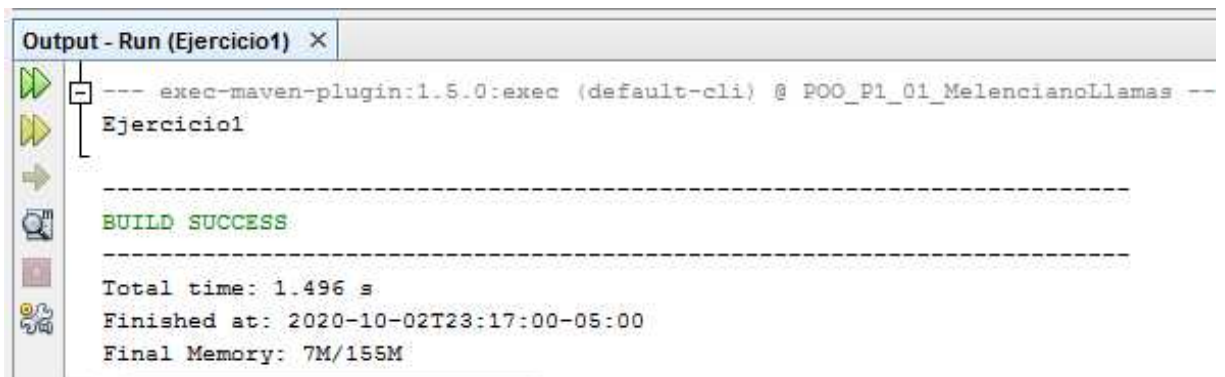 Output - Run (Ejercicio1) ×
--- exec-maven-plugin:1.5.0:exec (default-cli) @ POO_P1_01_MelencianoLlamas --
Ejercicio1
------------------------------------------------------------------------
BUILD SUCCESS
------------------------------------------------------------------------
Total time: 1.496 s
Finished at: 2020-10-02T23:17:00-05:00
Final Memory: 7M/155M